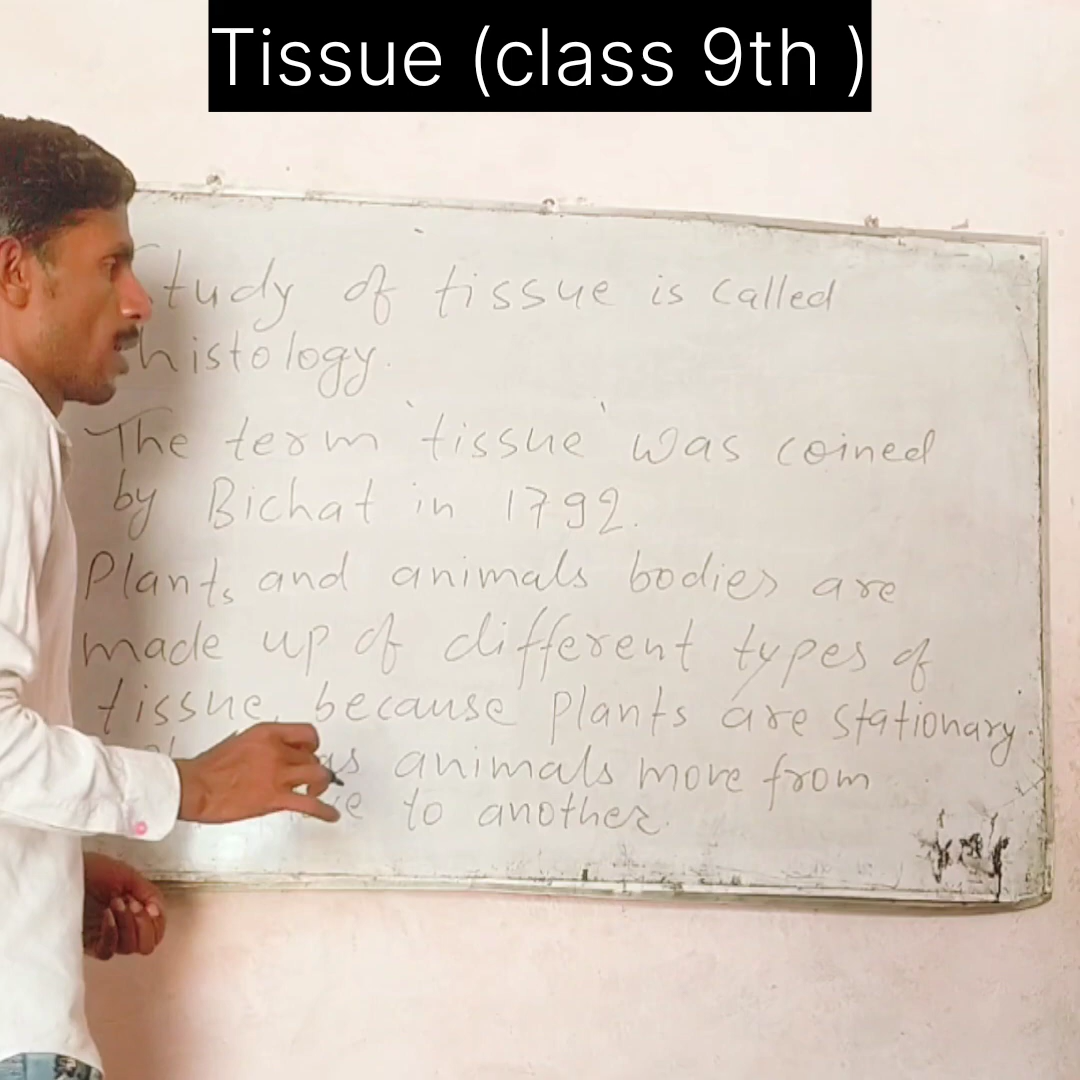 Tissue (class 9th )
Study of tissue is called
histology.
The term 'tissue' was coined
by Bichat in 1792.
Plants and animals bodies are
made up of different types of
tissue, because plants are stationary.
animals move from
to another.